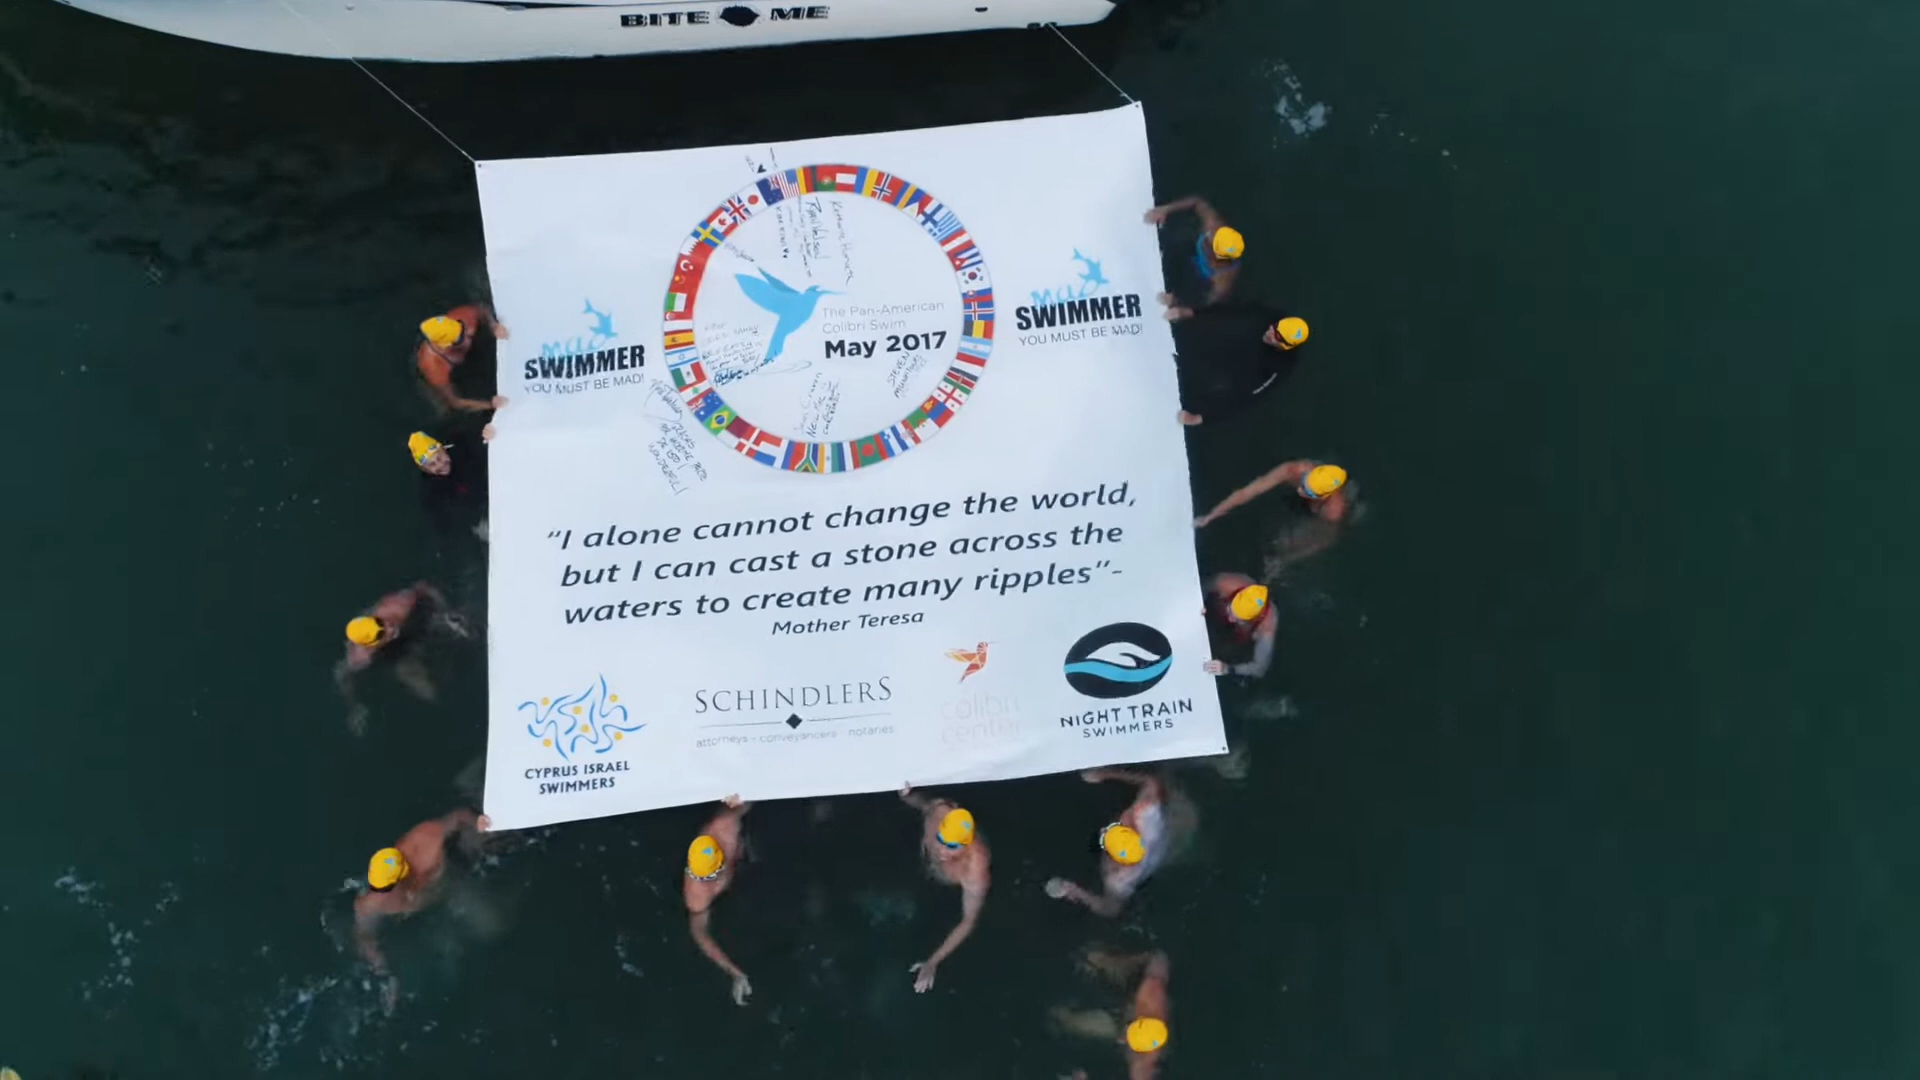 BITE ME
The Pan-American
Colibri Swim
May 2017
mad
SWIMMER
YOU MUST BE MAD!
mad
SWIMMER
YOU MUST BE MAD!
"I alone cannot change the world,
but I can cast a stone across the
waters to create many ripples"-
Mother Teresa
CYPRUS ISRAEL
SWIMMERS
SCHINDLERS
attorneys - conveyancers - notaries
colibri
center
NIGHT TRAIN
SWIMMERS